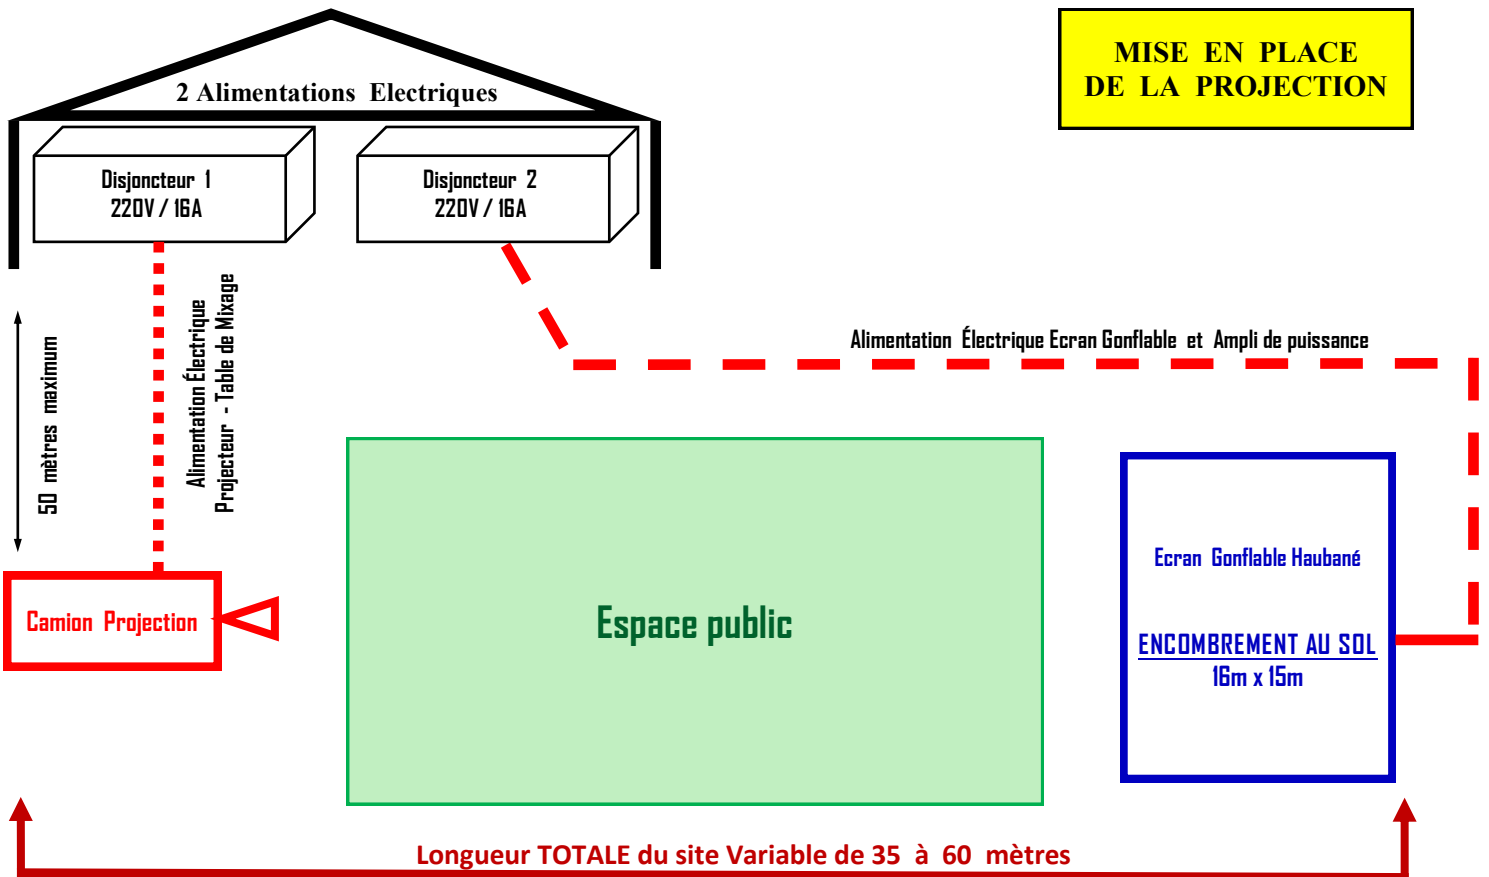 MISE EN PLACE
DE LA PROJECTION
2 Alimentations Electriques
Disjoncteur 1
220V / 16A
Disjoncteur 2
220V / 16A
50 mètres maximum
Alimentation Électrique
Projecteur - Table de Mixage
Alimentation Électrique Ecran Gonflable et Ampli de puissance
Camion Projection
Espace public
Ecran Gonflable Haubané
ENCOMBREMENT AU SOL
16m x 15m
Longueur TOTALE du site Variable de 35 à 60 mètres